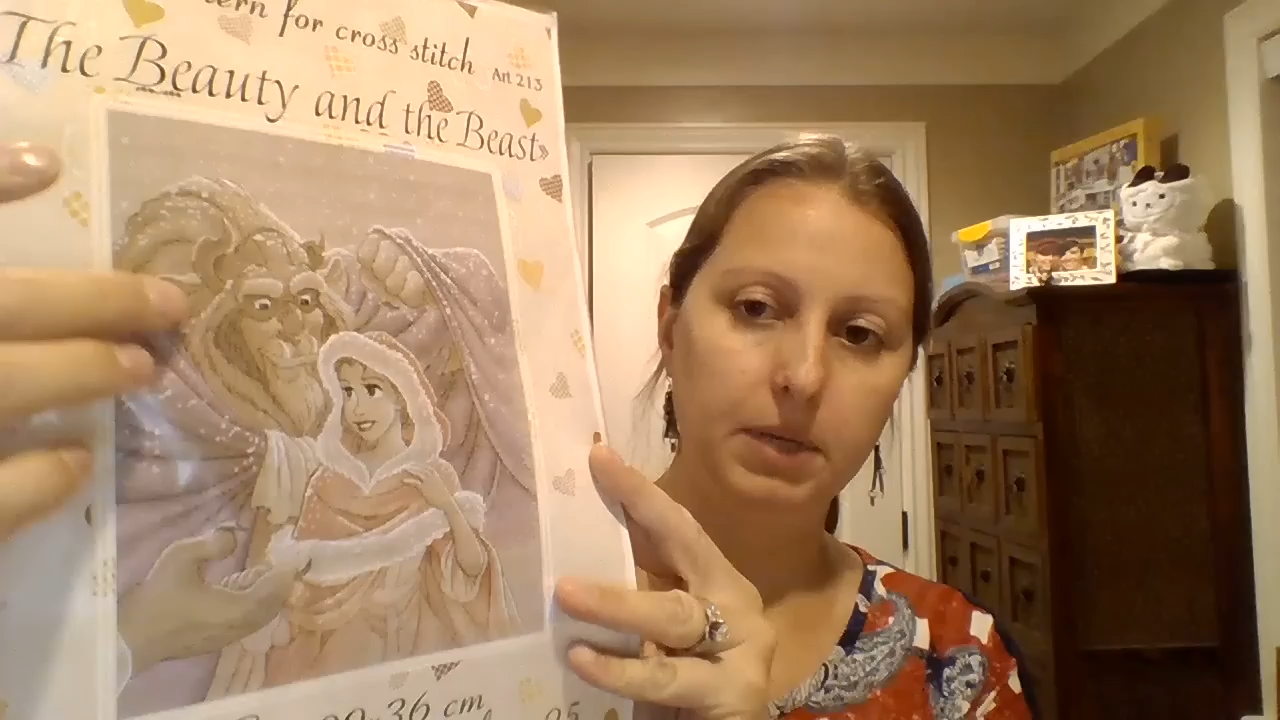 for cross stitch
Art 213
The Beauty and the Beast»
36 cm